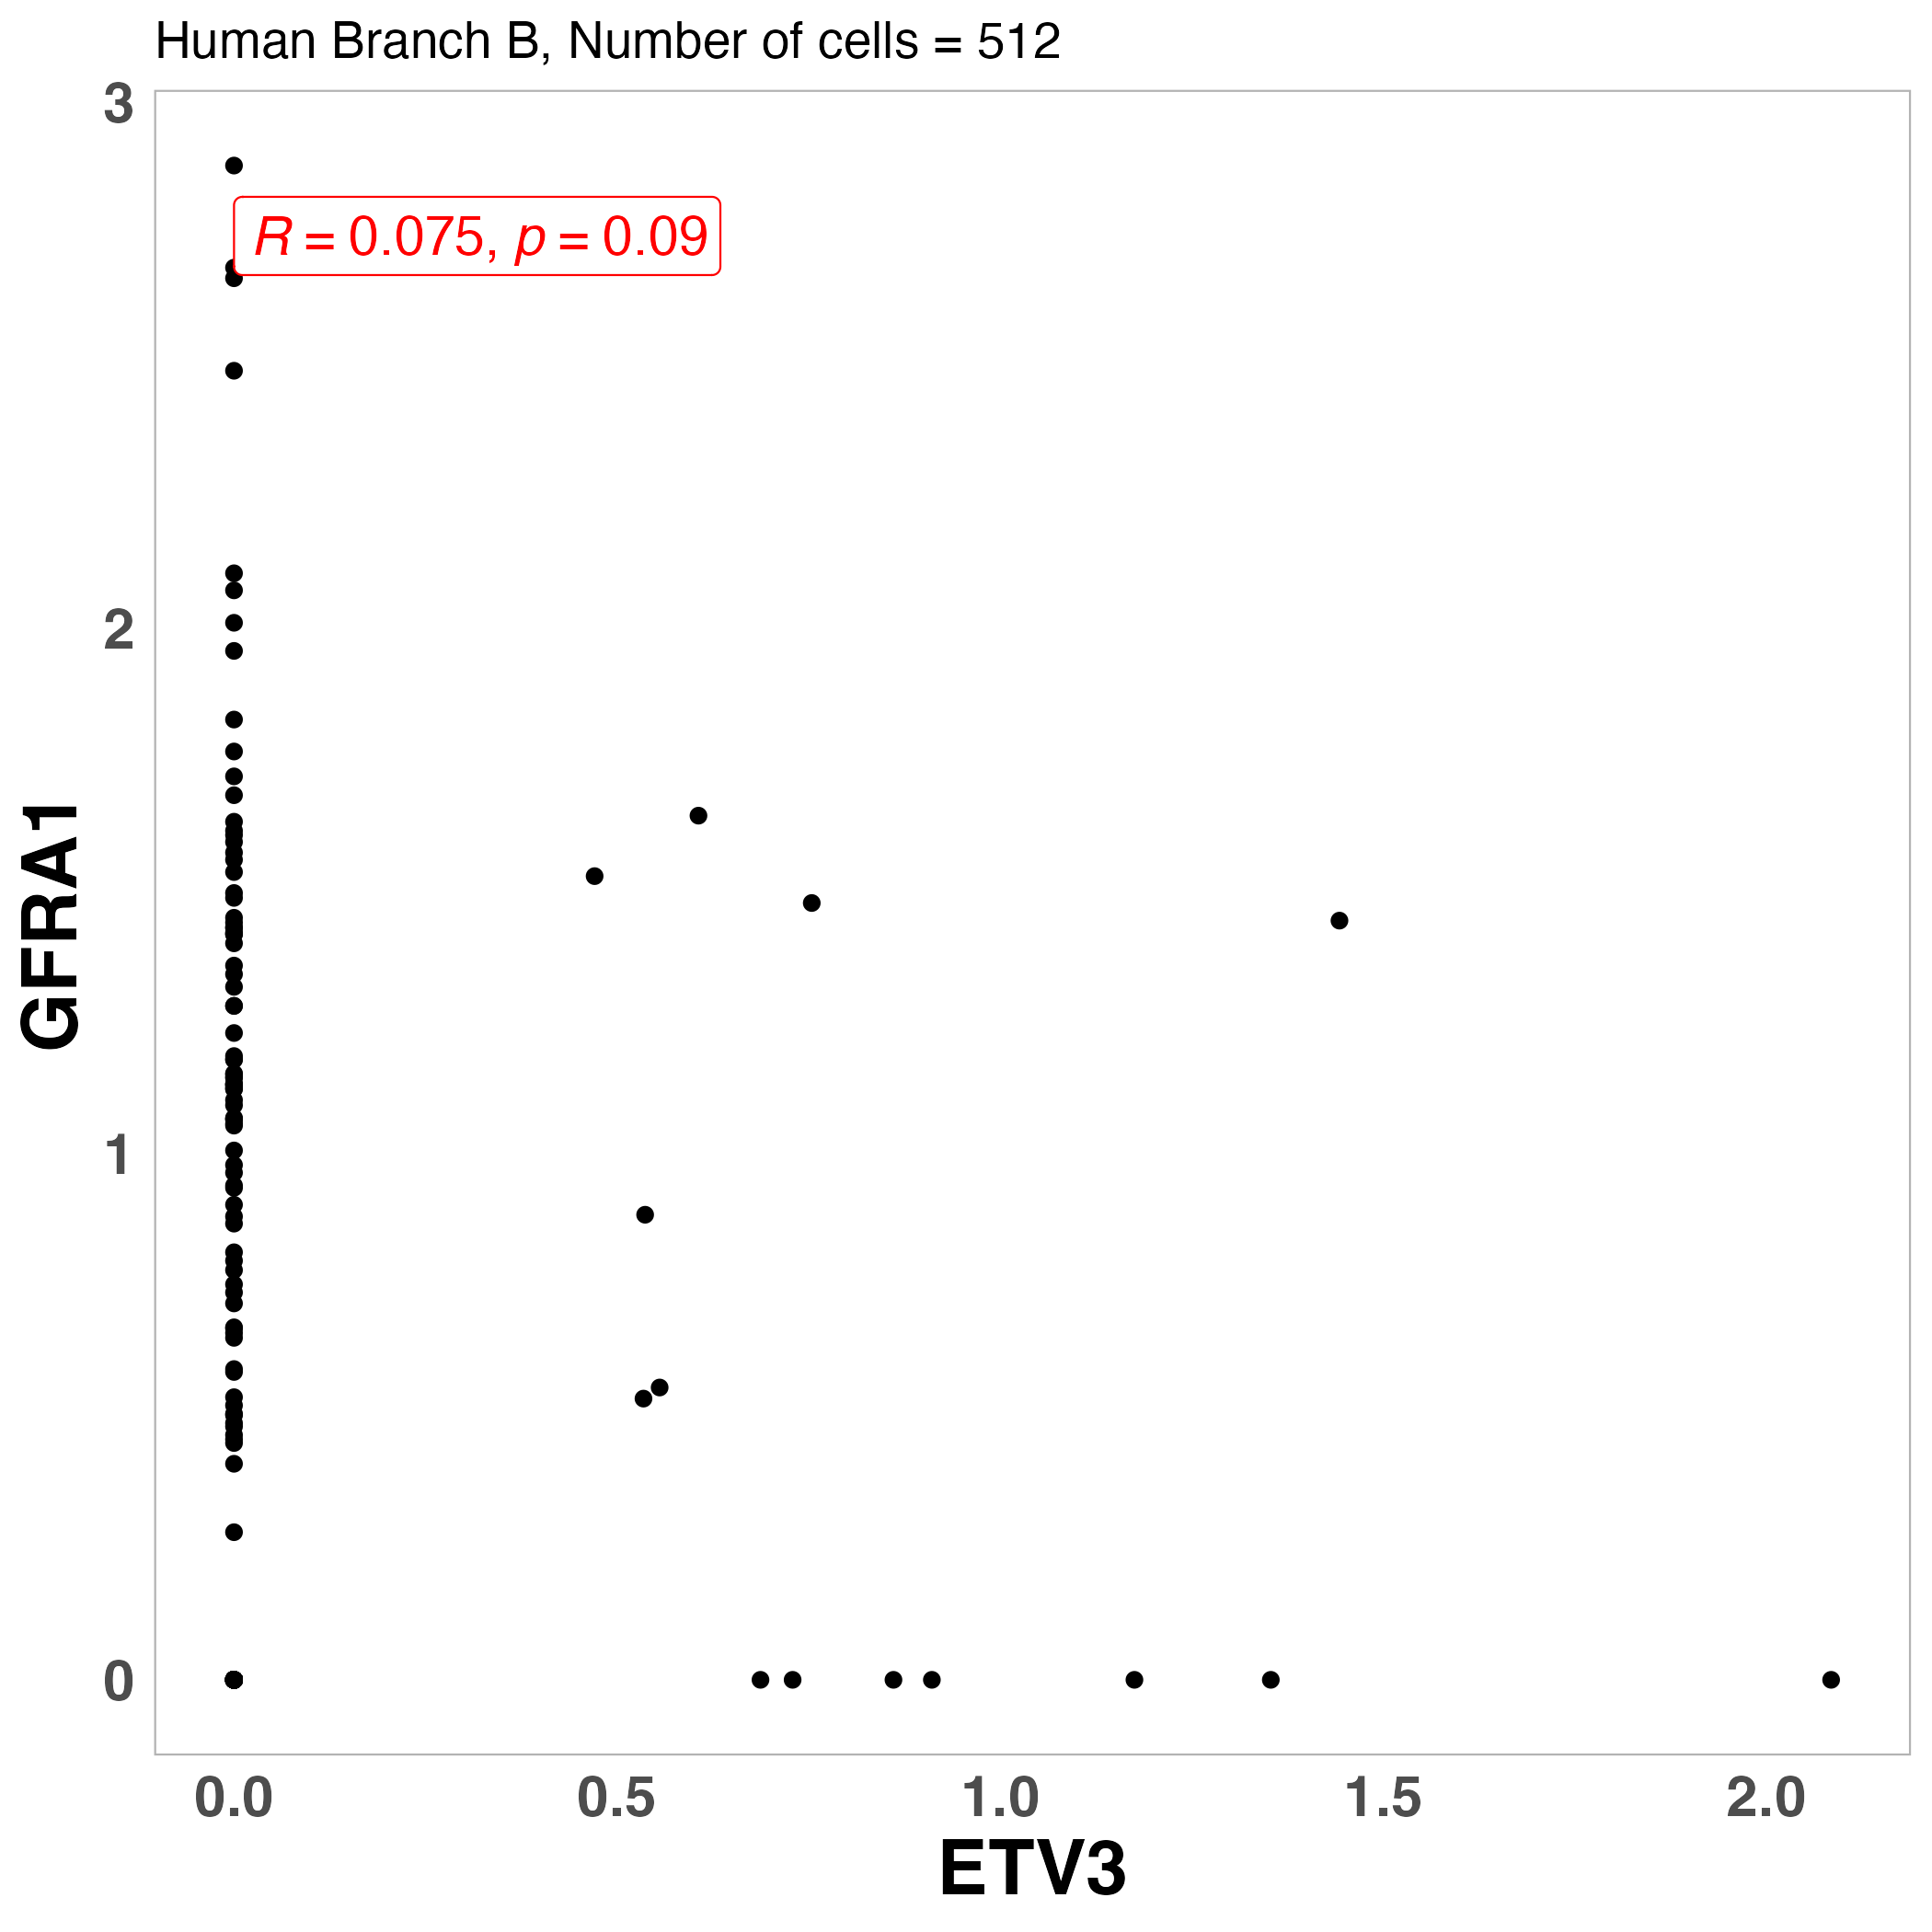 Human Branch B, Number of cells = 512
3
R = 0.075, p = 0.09
2
GFRA1
1
0
0.0 0.5 1.0 1.5 2.0
ETV3